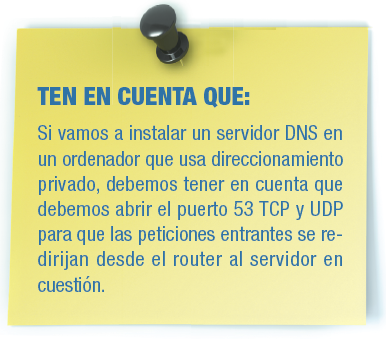 TEN EN CUENTA QUE:
Si vamos a instalar un servidor DNS en
un ordenador que usa direccionamiento
privado, debemos tener en cuenta que
debemos abrir el puerto 53 TCP y UDP
para que las peticiones entrantes se re-
dirijan desde el router al servidor en
cuestión.